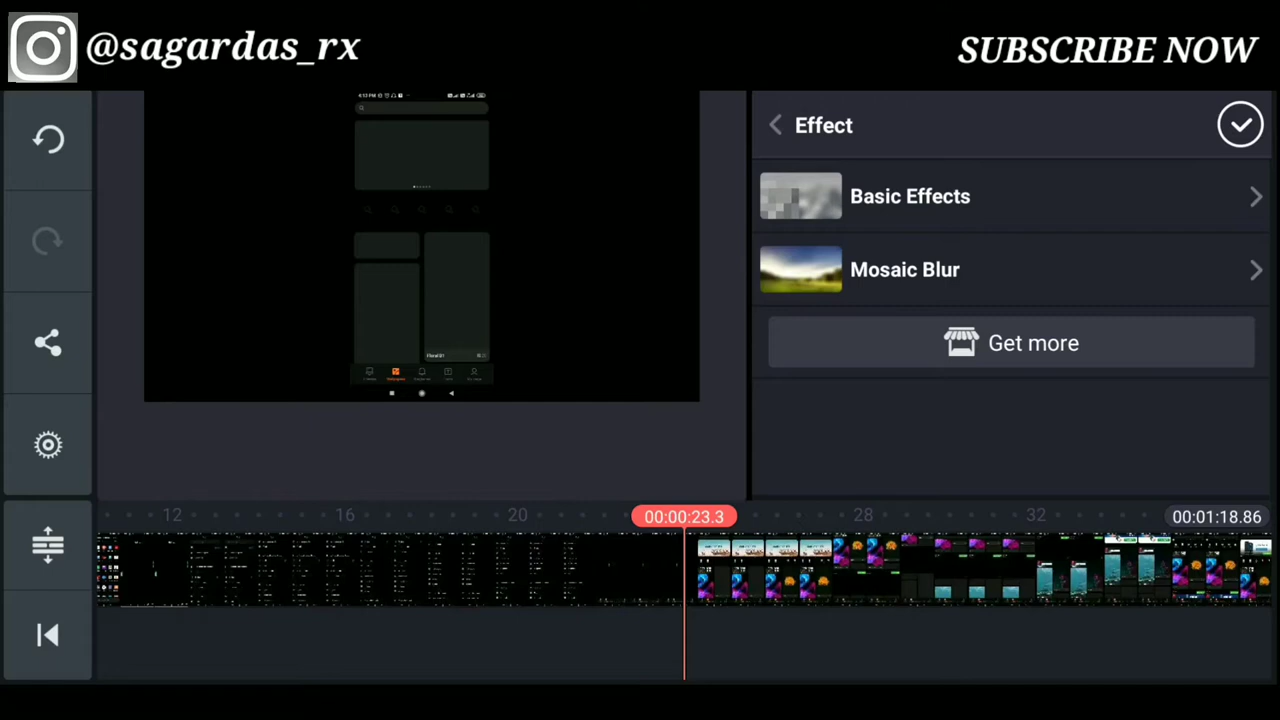 @sagardas_rx
SUBSCRIBE NOW
Effect
Basic Effects
Mosaic Blur
Get more
12
16
20
00:00:23.3
28
32
00:01:18.86